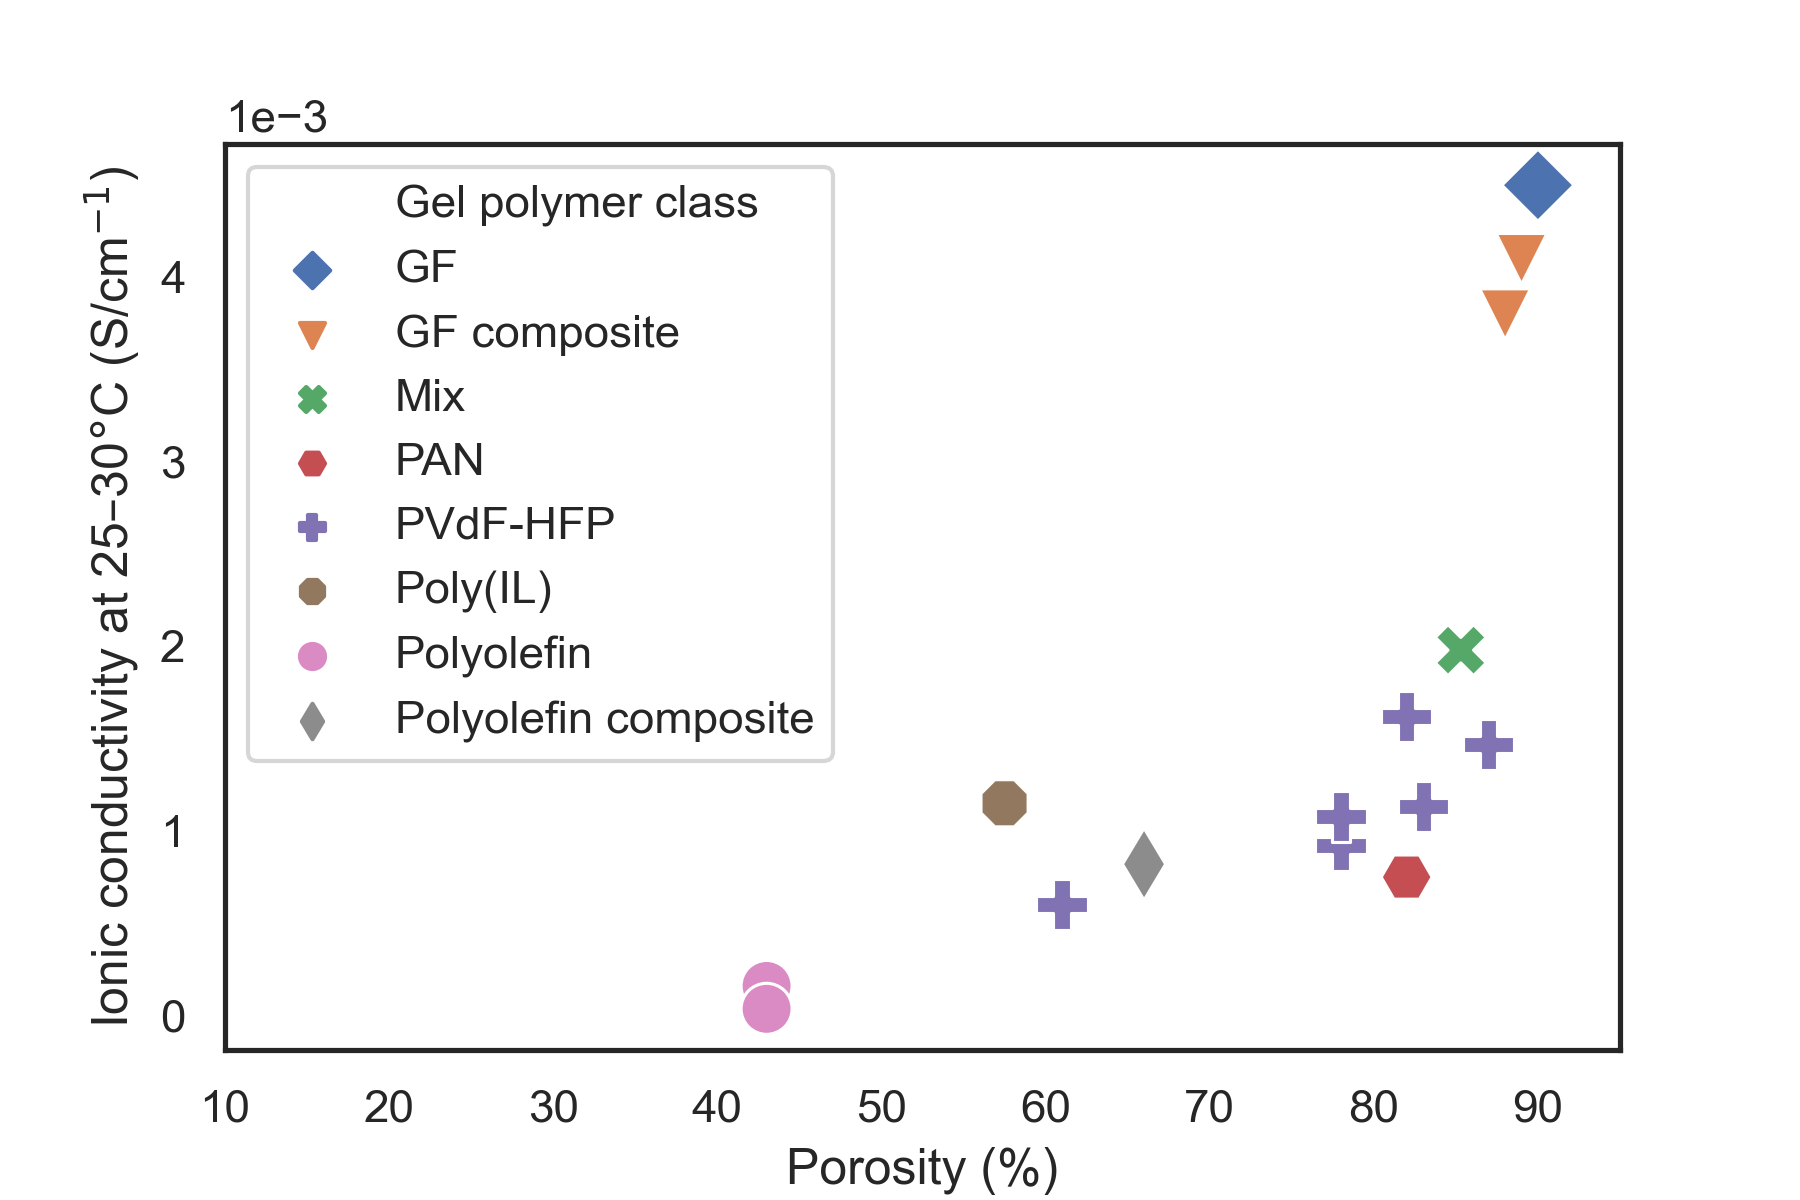 1e−3
Ionic conductivity at 25–30°C (S/cm⁻¹)
4
3
2
1
0
Gel polymer class
GF
GF composite
Mix
PAN
PVdF-HFP
Poly(IL)
Polyolefin
Polyolefin composite
10 20 30 40 50 60 70 80 90
Porosity (%)